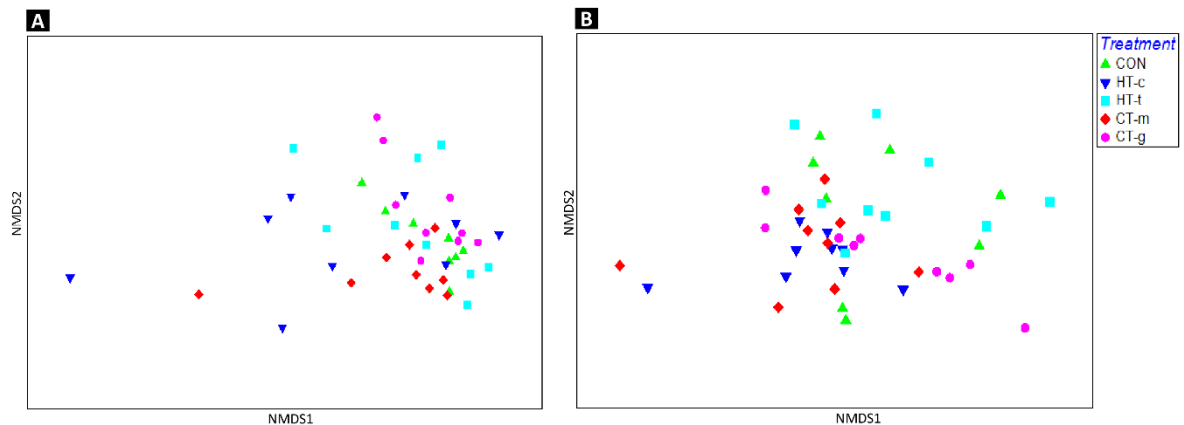 A
B
NMDS2
NMDS1
NMDS2
NMDS1
Treatment
CON
HT-c
HT-t
CT-m
CT-g